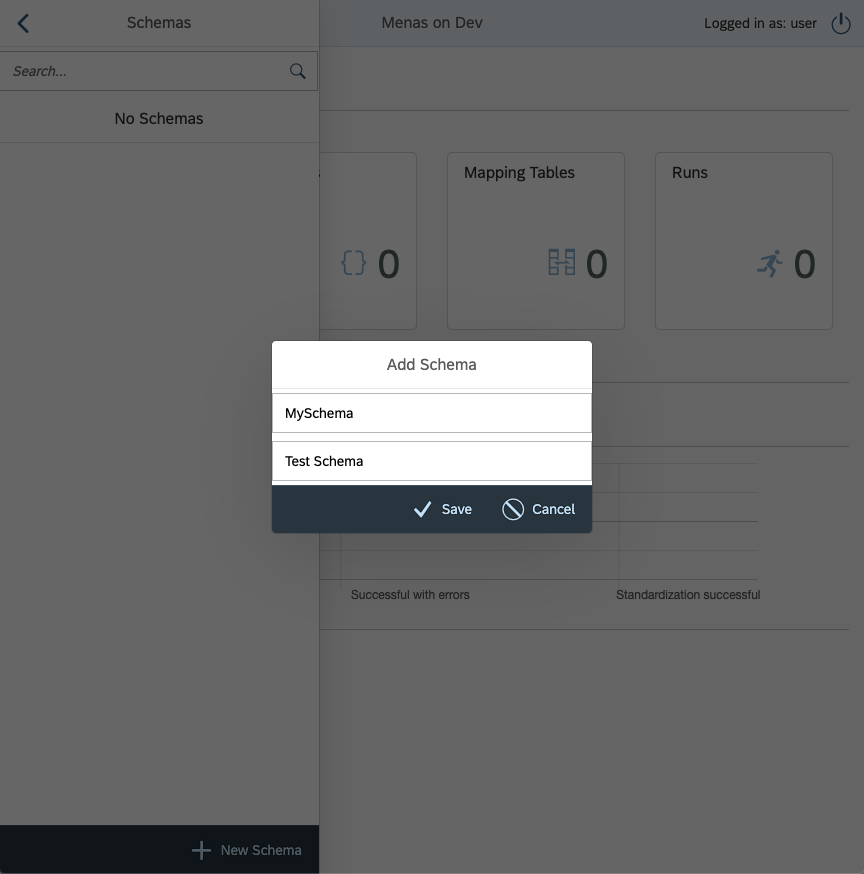 Schemas
Menas on Dev
Logged in as: user
Search...
No Schemas
Mapping Tables
Runs
0
0
0
Add Schema
MySchema
Test Schema
Save
Cancel
Successful with errors
Standardization successful
New Schema